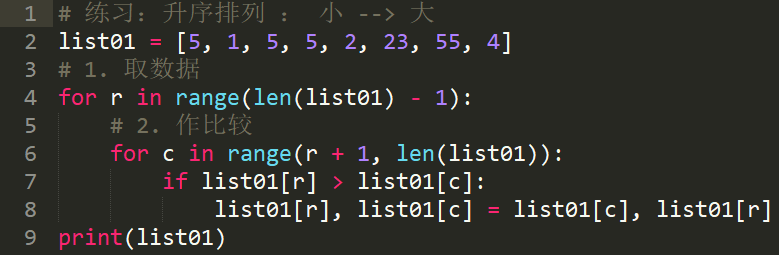 1 # 练习：升序排列 ： 小 --> 大
2 list01 = [5, 1, 5, 5, 2, 23, 55, 4]
3 # 1. 取数据
4 for r in range(len(list01) - 1):
5     # 2. 作比较
6     for c in range(r + 1, len(list01)):
7         if list01[r] > list01[c]:
8             list01[r], list01[c] = list01[c], list01[r]
9 print(list01)